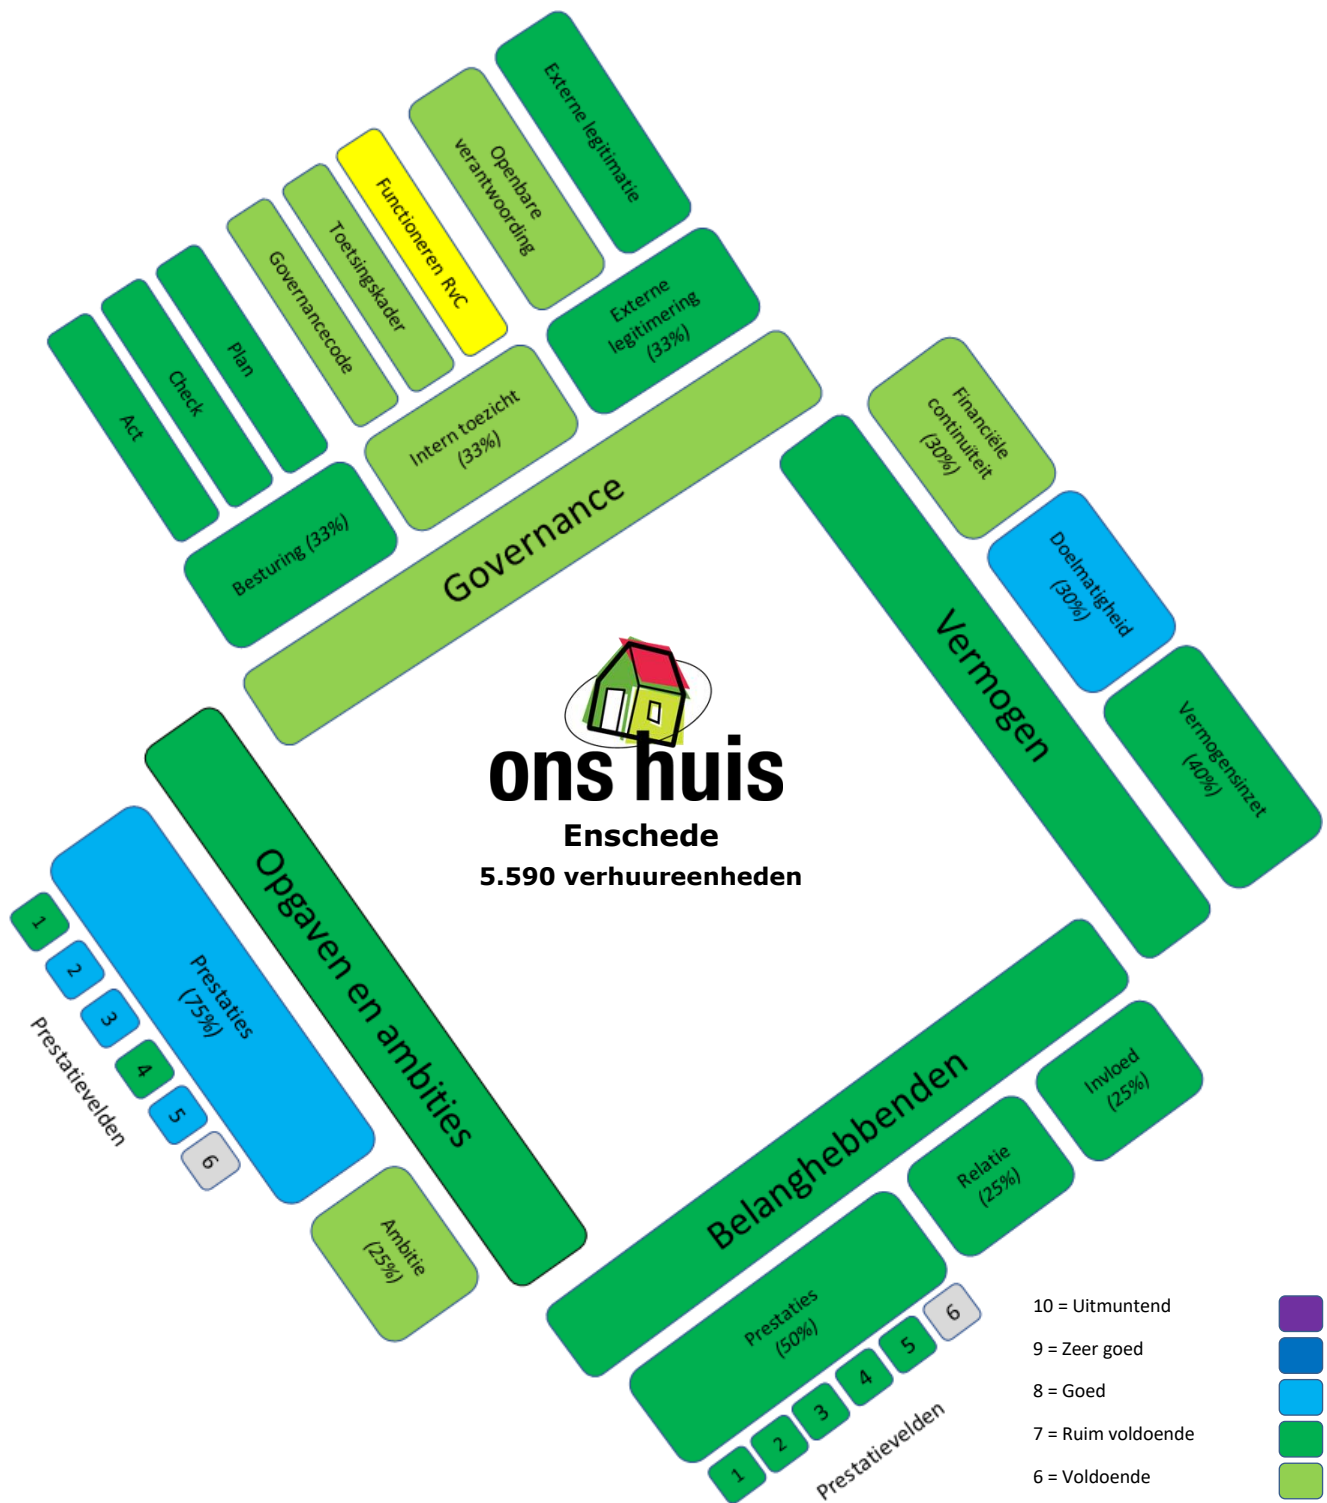 Externe legitimatie
Openbare
verantwoording
Functioneren RvC
Toetsingskader
Governancecode
Plan
Check
Act
Externe
legitimering
(33%)
Intern toezicht
(33%)
Besturing (33%)
Governance
Financiële
continuïteit
(30%)
Doelmatigheid
(30%)
Vermogensinzet
(40%)
Vermogen
ons huis
Enschede
5.590 verhuureenheden
Opgaven en ambities
Prestaties
(75%)
1
2
3
4
5
6
Prestatievelden
Ambitie
(25%)
Belanghebbenden
Invloed
(25%)
Relatie
(25%)
Prestaties
(50%)
1
2
3
4
5
6
Prestatievelden
10 = Uitmuntend
9 = Zeer goed
8 = Goed
7 = Ruim voldoende
6 = Voldoende